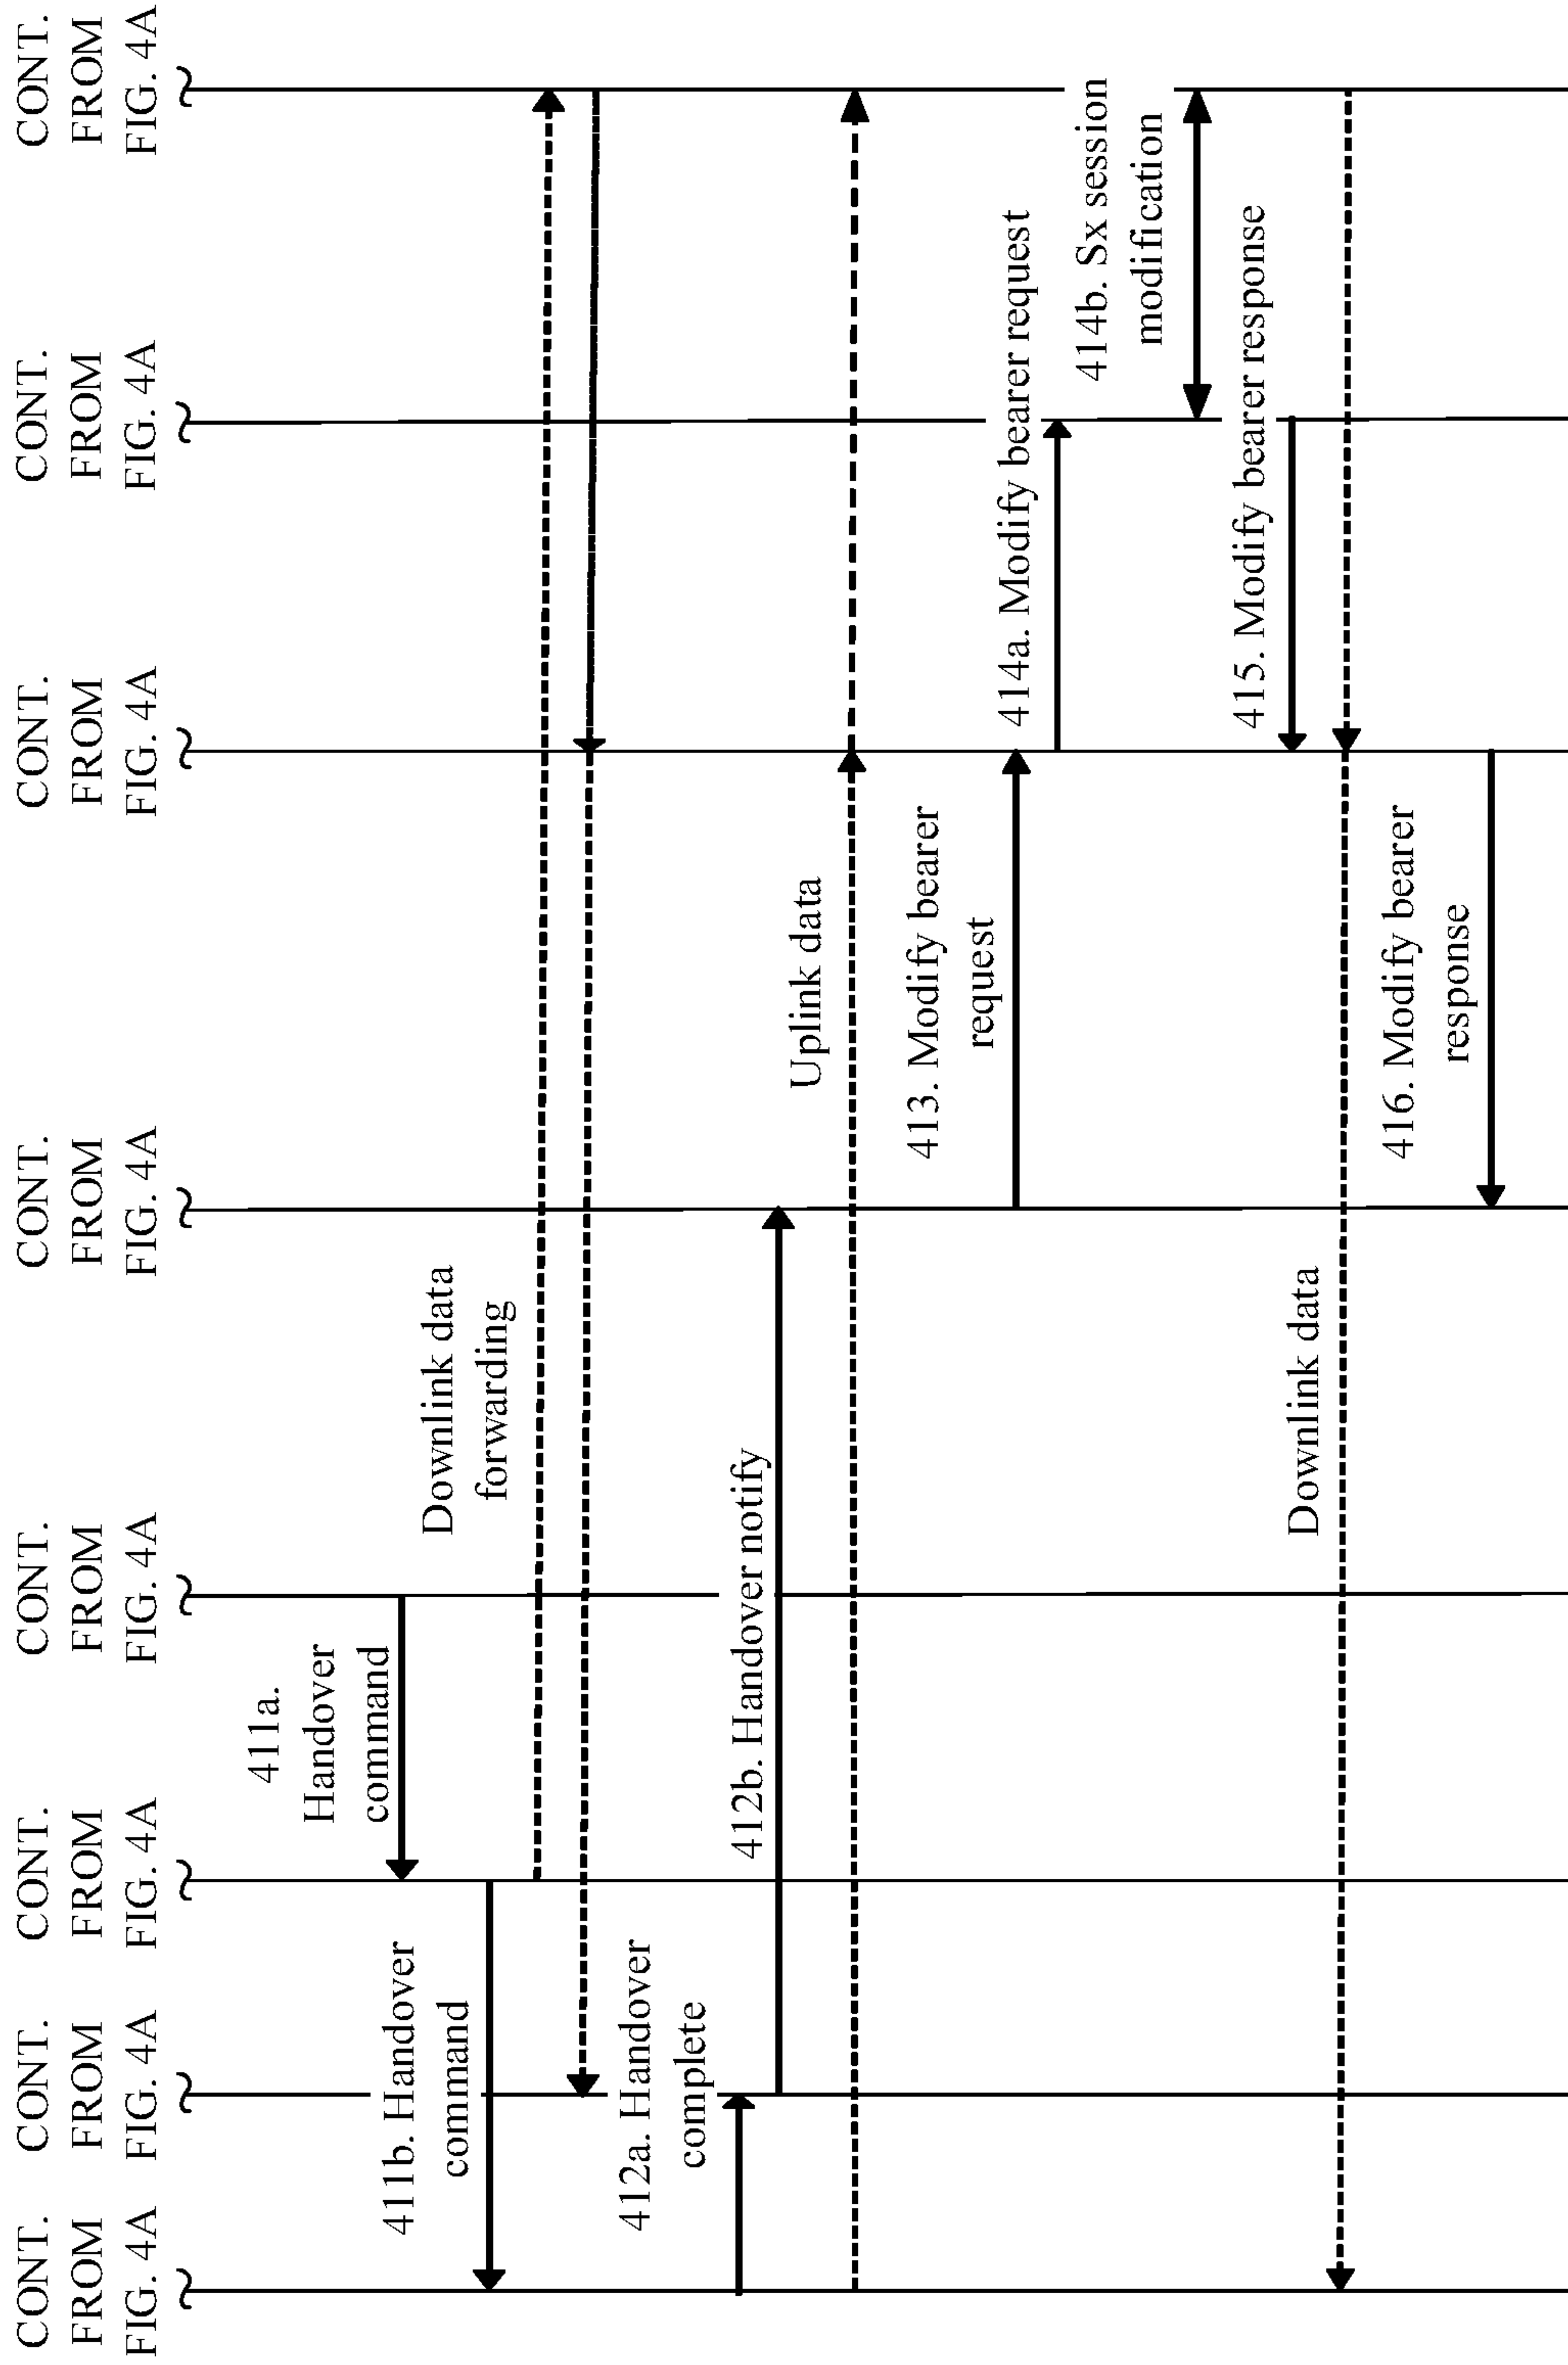 CONT.
FROM
FIG. 4A
CONT.
FROM
FIG. 4A
CONT.
FROM
FIG. 4A
CONT.
FROM
FIG. 4A
CONT.
FROM
FIG. 4A
CONT.
FROM
FIG. 4A
CONT.
FROM
FIG. 4A
CONT.
FROM
FIG. 4A
411a.
Handover
command
411b. Handover
command
Downlink data
forwarding
412a. Handover
complete
412b. Handover notify
Uplink data
413. Modify bearer
request
414a. Modify bearer request
414b. Sx session
modification
415. Modify bearer response
Downlink data
416. Modify bearer
response